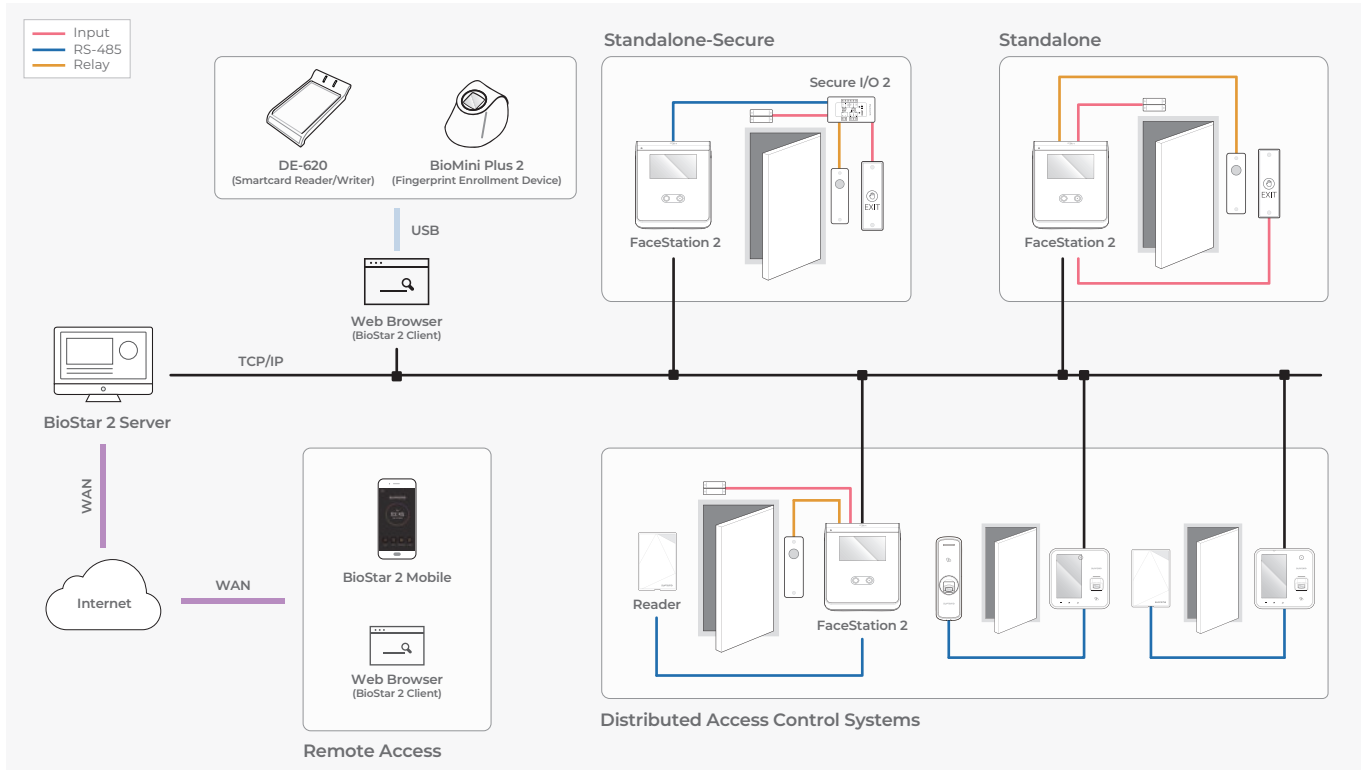 Input
RS-485
Relay
DE-620
(Smartcard Reader/Writer)
BioMini Plus 2
(Fingerprint Enrollment Device)
USB
Web Browser
(BioStar 2 Client)
Standalone-Secure
Secure I/O 2
EXIT
FaceStation 2
Standalone
EXIT
FaceStation 2
TCP/IP
BioStar 2 Server
WAN
Internet
WAN
BioStar 2 Mobile
Web Browser
(BioStar 2 Client)
Remote Access
Reader
FaceStation 2
Distributed Access Control Systems